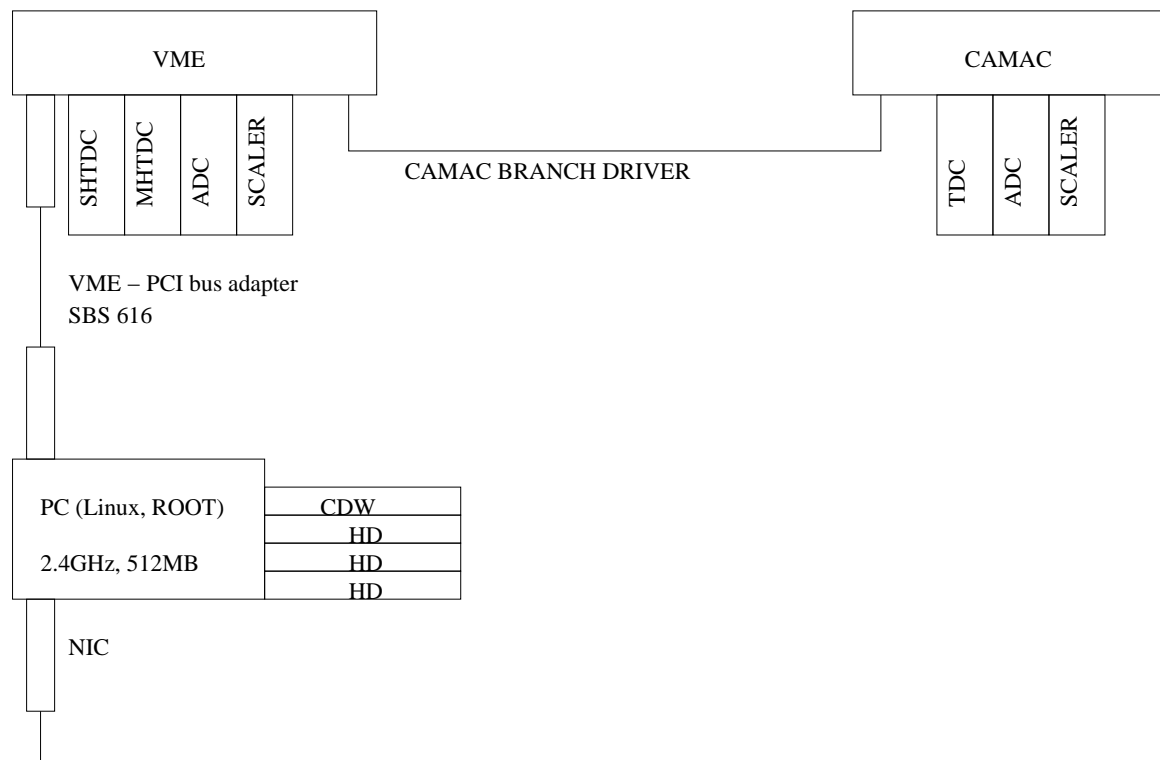 VME
CAMAC
SHTDC
MHTDC
ADC
SCALER
CAMAC BRANCH DRIVER
TDC
ADC
SCALER
VME – PCI bus adapter
SBS 616
PC (Linux, ROOT)
2.4GHz, 512MB
CDW
HD
HD
HD
NIC